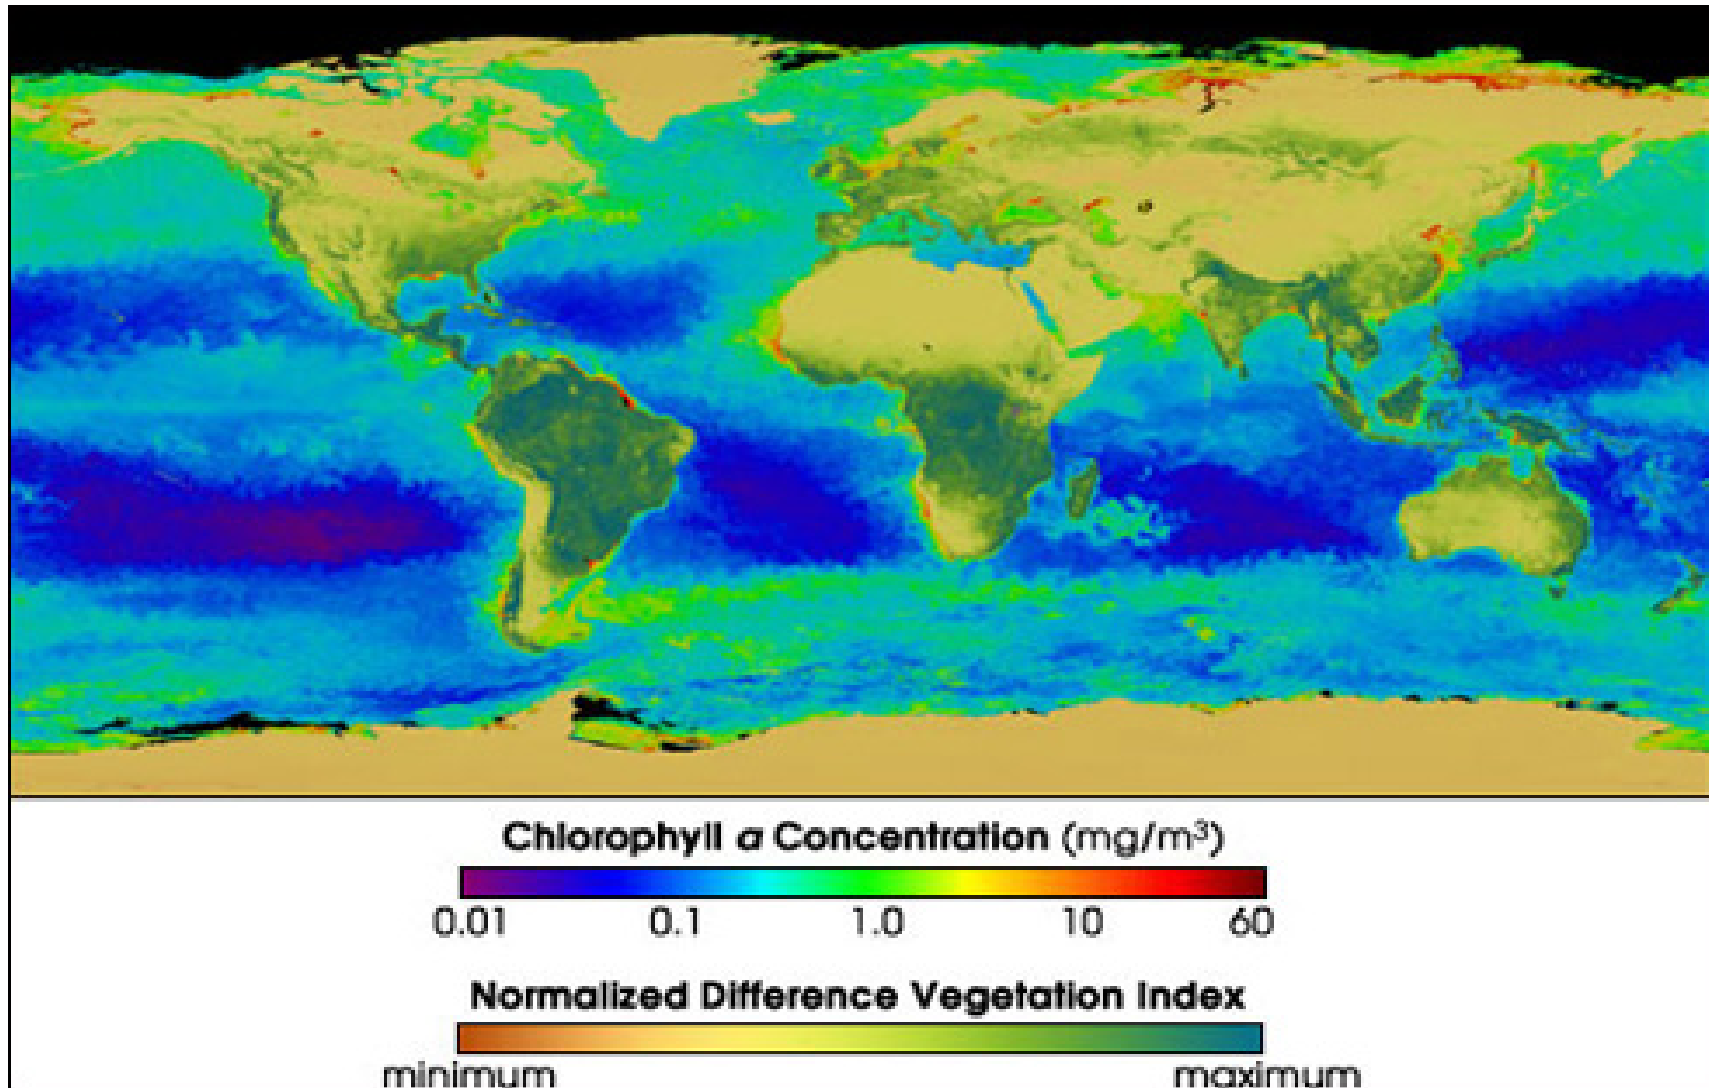 Chlorophyll a Concentration (mg/m³)
0.01 0.1 1.0 10 60
Normalized Difference Vegetation Index
minimum maximum